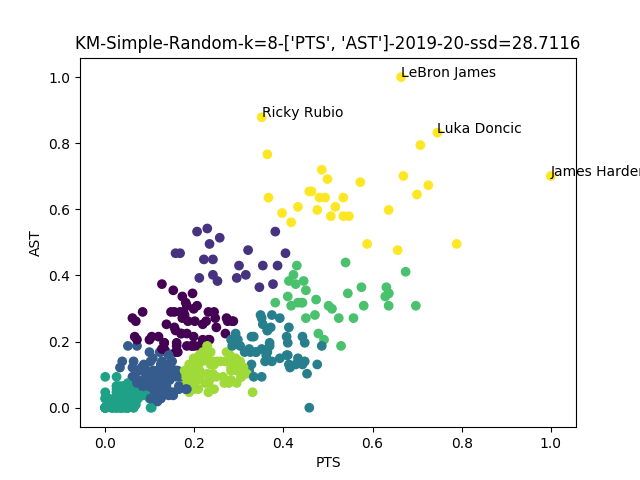 KM-Simple-Random-k=8-['PTS', 'AST']-2019-20-ssd=28.7116
LeBron James
Ricky Rubio
Luka Doncic
James Harden
AST
1.0
0.8
0.6
0.4
0.2
0.0
0.0 0.2 0.4 0.6 0.8 1.0
PTS